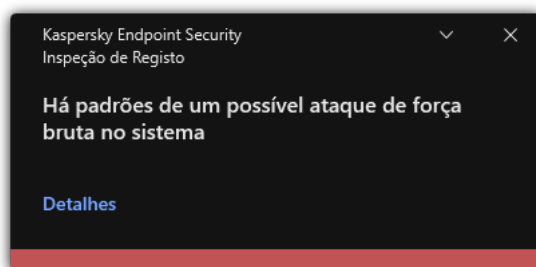 Kaspersky Endpoint Security
Inspeção de Registo
Há padrões de um possível ataque de força
bruta no sistema
Detalhes